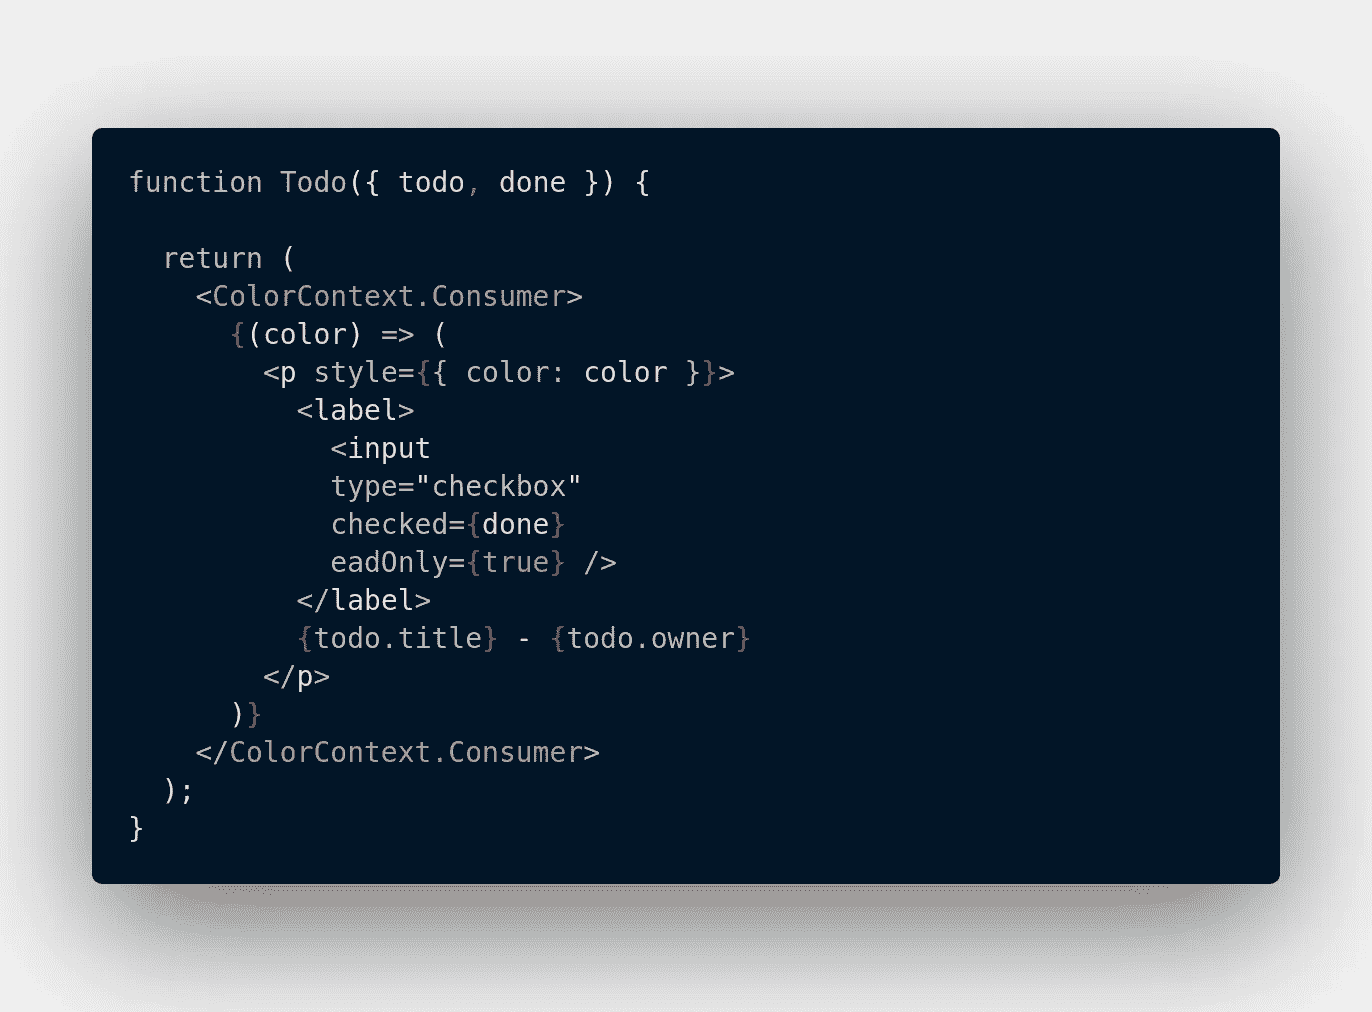 function Todo({ todo, done }) {
return (
<ColorContext.Consumer>
{(color) => (
<p style={{ color: color }}>
<label>
<input
type="checkbox"
checked={done}
eadOnly={true} />
</label>
{todo.title} - {todo.owner}
</p>
)}
</ColorContext.Consumer>
);
}